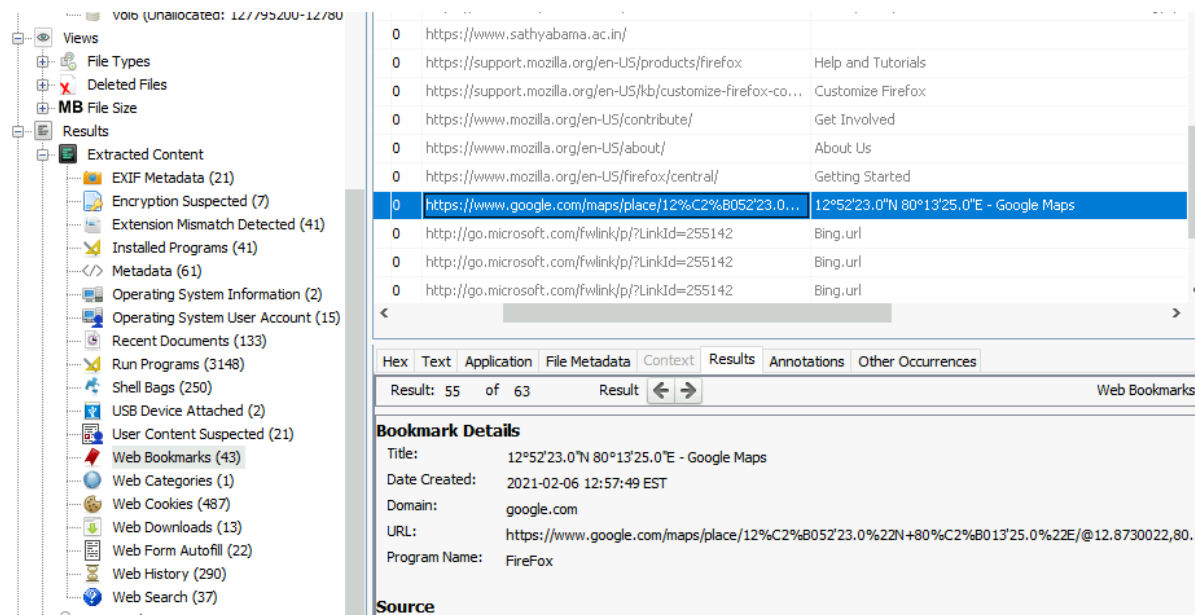 vol6 (Unallocated: 127795200-12780
Views
File Types
Deleted Files
MB File Size
Results
Extracted Content
EXIF Metadata (21)
Encryption Suspected (7)
Extension Mismatch Detected (41)
Installed Programs (41)
Metadata (61)
Operating System Information (2)
Operating System User Account (15)
Recent Documents (133)
Run Programs (3148)
Shell Bags (250)
USB Device Attached (2)
User Content Suspected (21)
Web Bookmarks (43)
Web Categories (1)
Web Cookies (487)
Web Downloads (13)
Web Form Autofill (22)
Web History (290)
Web Search (37)
0 https://www.sathyabama.ac.in/
0 https://support.mozilla.org/en-US/products/firefox Help and Tutorials
0 https://support.mozilla.org/en-US/kb/customize-firefox-co... Customize Firefox
0 https://www.mozilla.org/en-US/contribute/ Get Involved
0 https://www.mozilla.org/en-US/about/ About Us
0 https://www.mozilla.org/en-US/firefox/central/ Getting Started
0 https://www.google.com/maps/place/12%C2%B052'23.0... 12°52'23.0"N 80°13'25.0"E - Google Maps
0 http://go.microsoft.com/fwlink/p/?LinkId=255142 Bing.url
0 http://go.microsoft.com/fwlink/p/?LinkId=255142 Bing.url
0 http://go.microsoft.com/fwlink/p/?LinkId=255142 Bing.url
Hex Text Application File Metadata Context Results Annotations Other Occurrences
Result: 55 of 63 Result Web Bookmarks
Bookmark Details
Title: 12°52'23.0"N 80°13'25.0"E - Google Maps
Date Created: 2021-02-06 12:57:49 EST
Domain: google.com
URL: https://www.google.com/maps/place/12%C2%B052'23.0%22N+80%C2%B013'25.0%22E/@12.8730022,80.
Program Name: FireFox
Source